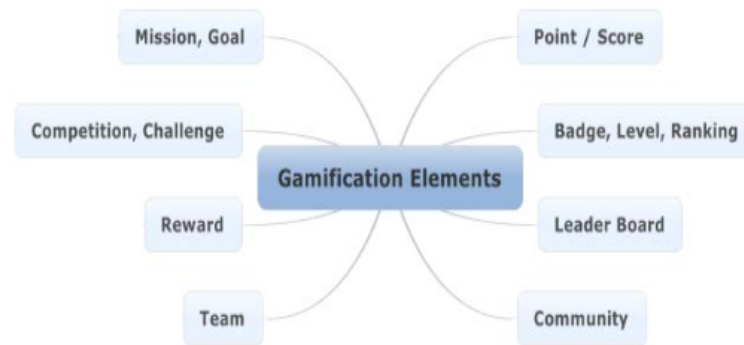 Mission, Goal
Point / Score
Competition, Challenge
Badge, Level, Ranking
Gamification Elements
Reward
Leader Board
Team
Community